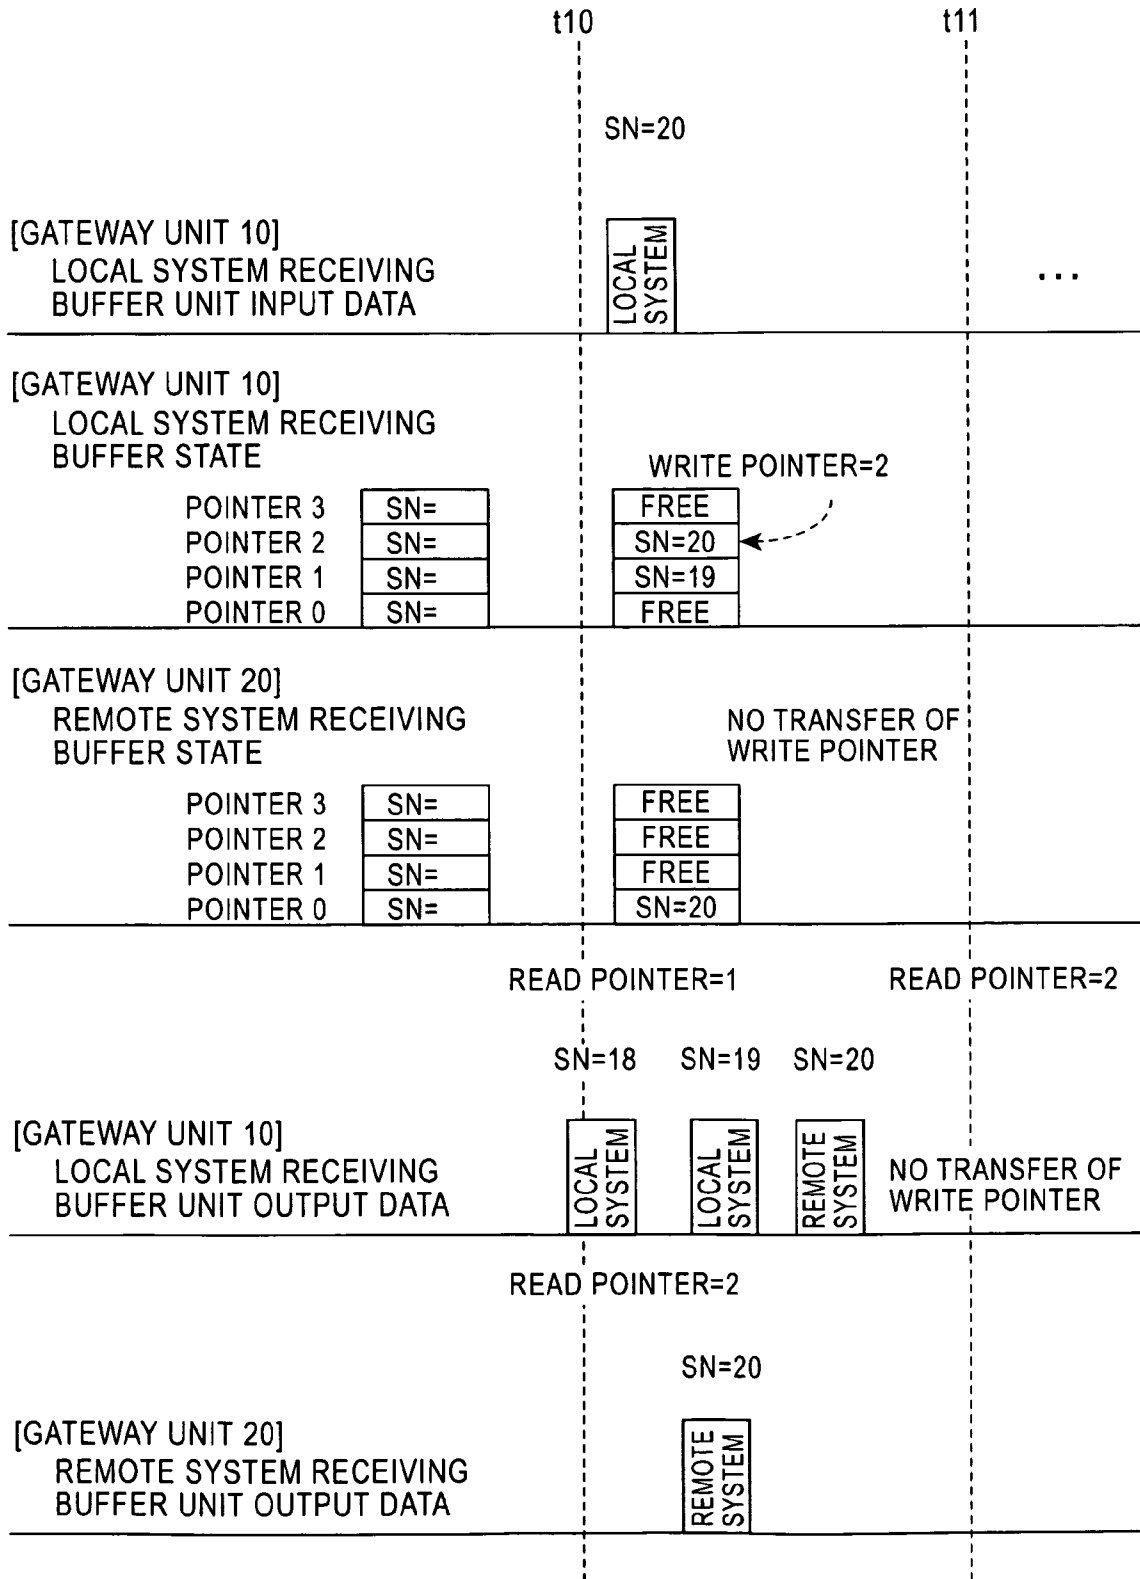 t10 t11
SN=20
[GATEWAY UNIT 10]
LOCAL SYSTEM RECEIVING
BUFFER UNIT INPUT DATA
LOCAL
SYSTEM
...
[GATEWAY UNIT 10]
LOCAL SYSTEM RECEIVING
BUFFER STATE
WRITE POINTER=2
POINTER 3 SN= FREE
POINTER 2 SN= SN=20
POINTER 1 SN= SN=19
POINTER 0 SN= FREE
[GATEWAY UNIT 20]
REMOTE SYSTEM RECEIVING
BUFFER STATE
NO TRANSFER OF
WRITE POINTER
POINTER 3 SN= FREE
POINTER 2 SN= FREE
POINTER 1 SN= FREE
POINTER 0 SN= SN=20
READ POINTER=1 READ POINTER=2
SN=18 SN=19 SN=20
[GATEWAY UNIT 10]
LOCAL SYSTEM RECEIVING
BUFFER UNIT OUTPUT DATA
LOCAL
SYSTEM
LOCAL
SYSTEM
REMOTE
SYSTEM
NO TRANSFER OF
WRITE POINTER
READ POINTER=2
SN=20
[GATEWAY UNIT 20]
REMOTE SYSTEM RECEIVING
BUFFER UNIT OUTPUT DATA
REMOTE
SYSTEM